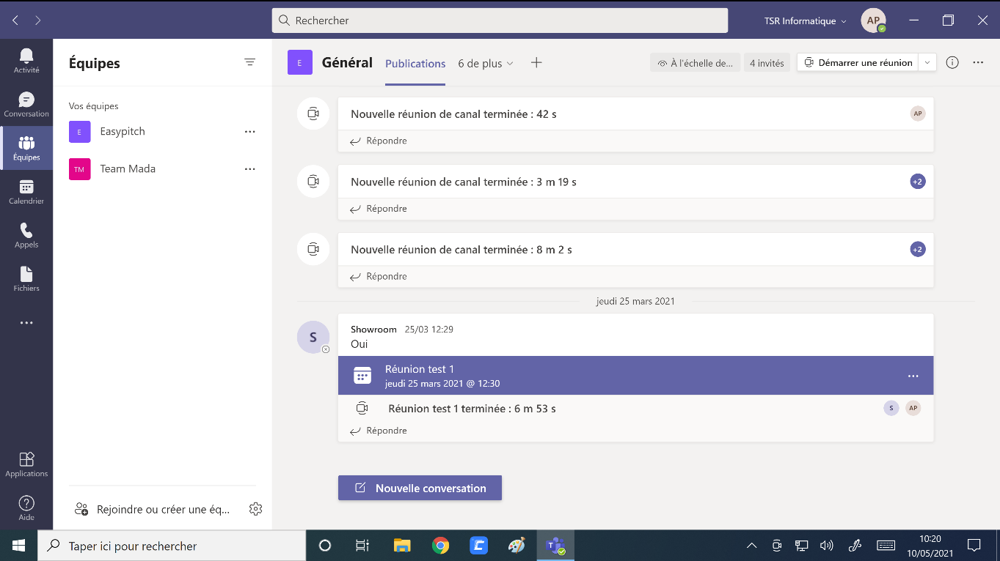 Rechercher
TSR Informatique
AP
Activité
Conversation
Équipes
Calendrier
Appels
Fichiers
Applications
Aide
Équipes
Vos équipes
E
Easypitch
TM
Team Mada
Rejoindre ou créer une éq...
E
Général
Publications
6 de plus
À l'échelle de...
4 invités
Démarrer une réunion
Nouvelle réunion de canal terminée : 42 s
AP
Répondre
Nouvelle réunion de canal terminée : 3 m 19 s
+2
Répondre
Nouvelle réunion de canal terminée : 8 m 2 s
+2
Répondre
jeudi 25 mars 2021
S
Showroom 25/03 12:29
Oui
Réunion test 1
jeudi 25 mars 2021 @ 12:30
Réunion test 1 terminée : 6 m 53 s
S
AP
Répondre
Nouvelle conversation
Taper ici pour rechercher
10:20
10/05/2021